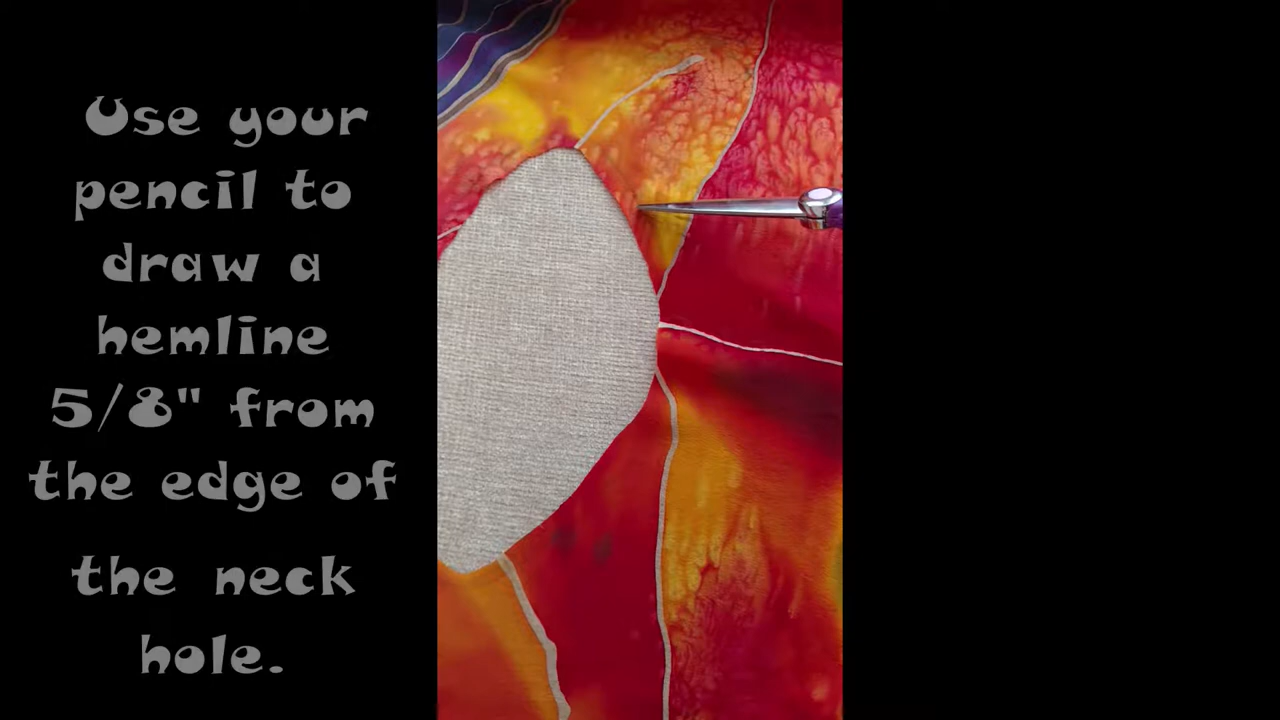 Use your
pencil to
draw a
hemline
5/8" from
the edge of
the neck
hole.